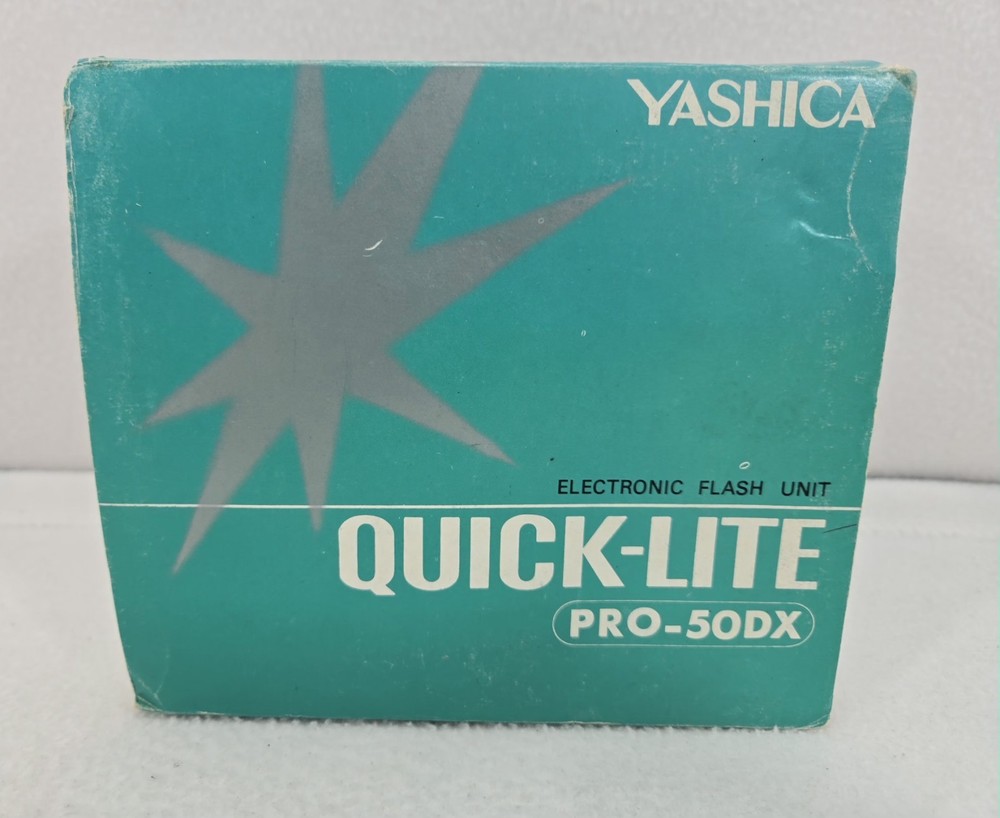 YASHICA
ELECTRONIC FLASH UNIT
QUICK-LITE
PRO-50DX